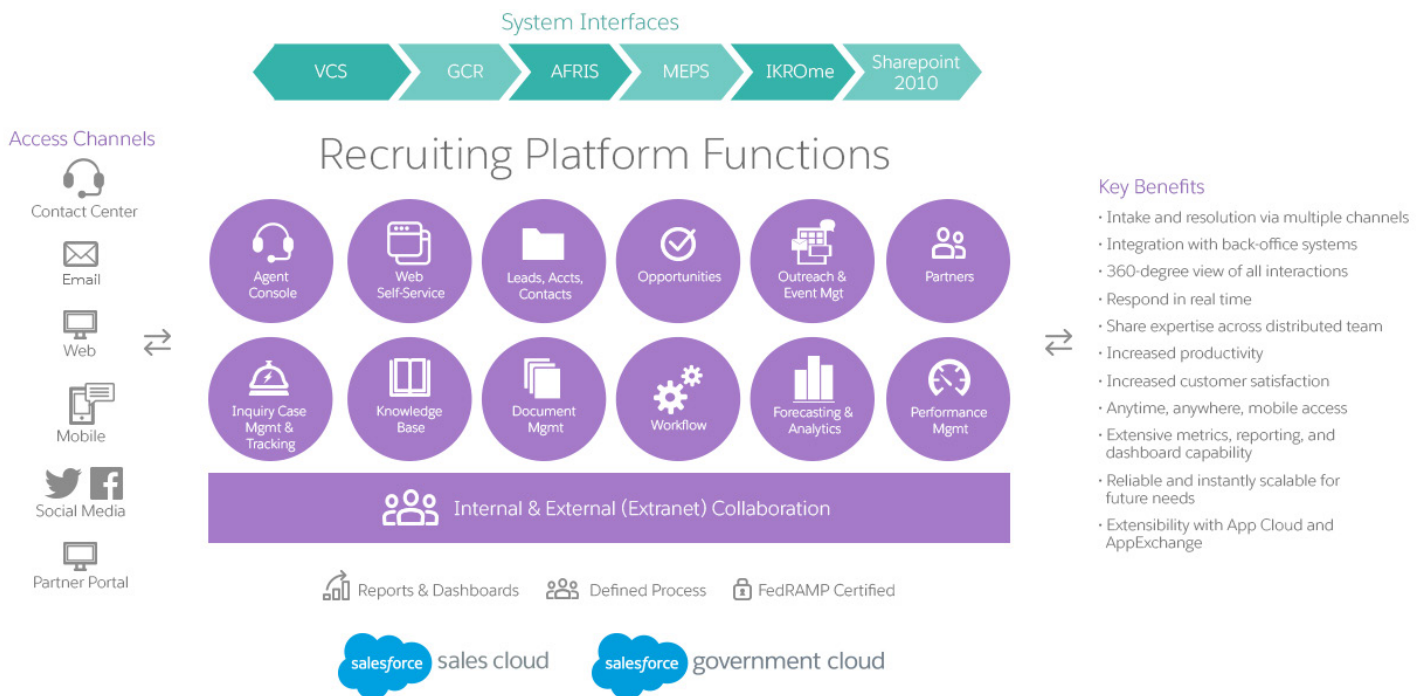 System Interfaces
VCS
GCR
AFRIS
MEPS
IKROme
Sharepoint
2010
Access Channels
Contact Center
Email
Web
Mobile
Social Media
Partner Portal
Recruiting Platform Functions
Agent
Console
Web
Self-Service
Leads, Accts,
Contacts
Opportunities
Outreach &
Event Mgt
Partners
Inquiry Case
Mgmt &
Tracking
Knowledge
Base
Document
Mgmt
Workflow
Forecasting &
Analytics
Performance
Mgmt
Internal & External (Extranet) Collaboration
Reports & Dashboards
Defined Process
FedRAMP Certified
salesforce sales cloud
salesforce government cloud
Key Benefits
· Intake and resolution via multiple channels
· Integration with back-office systems
· 360-degree view of all interactions
· Respond in real time
· Share expertise across distributed team
· Increased productivity
· Increased customer satisfaction
· Anytime, anywhere, mobile access
· Extensive metrics, reporting, and
dashboard capability
· Reliable and instantly scalable for
future needs
· Extensibility with App Cloud and
AppExchange